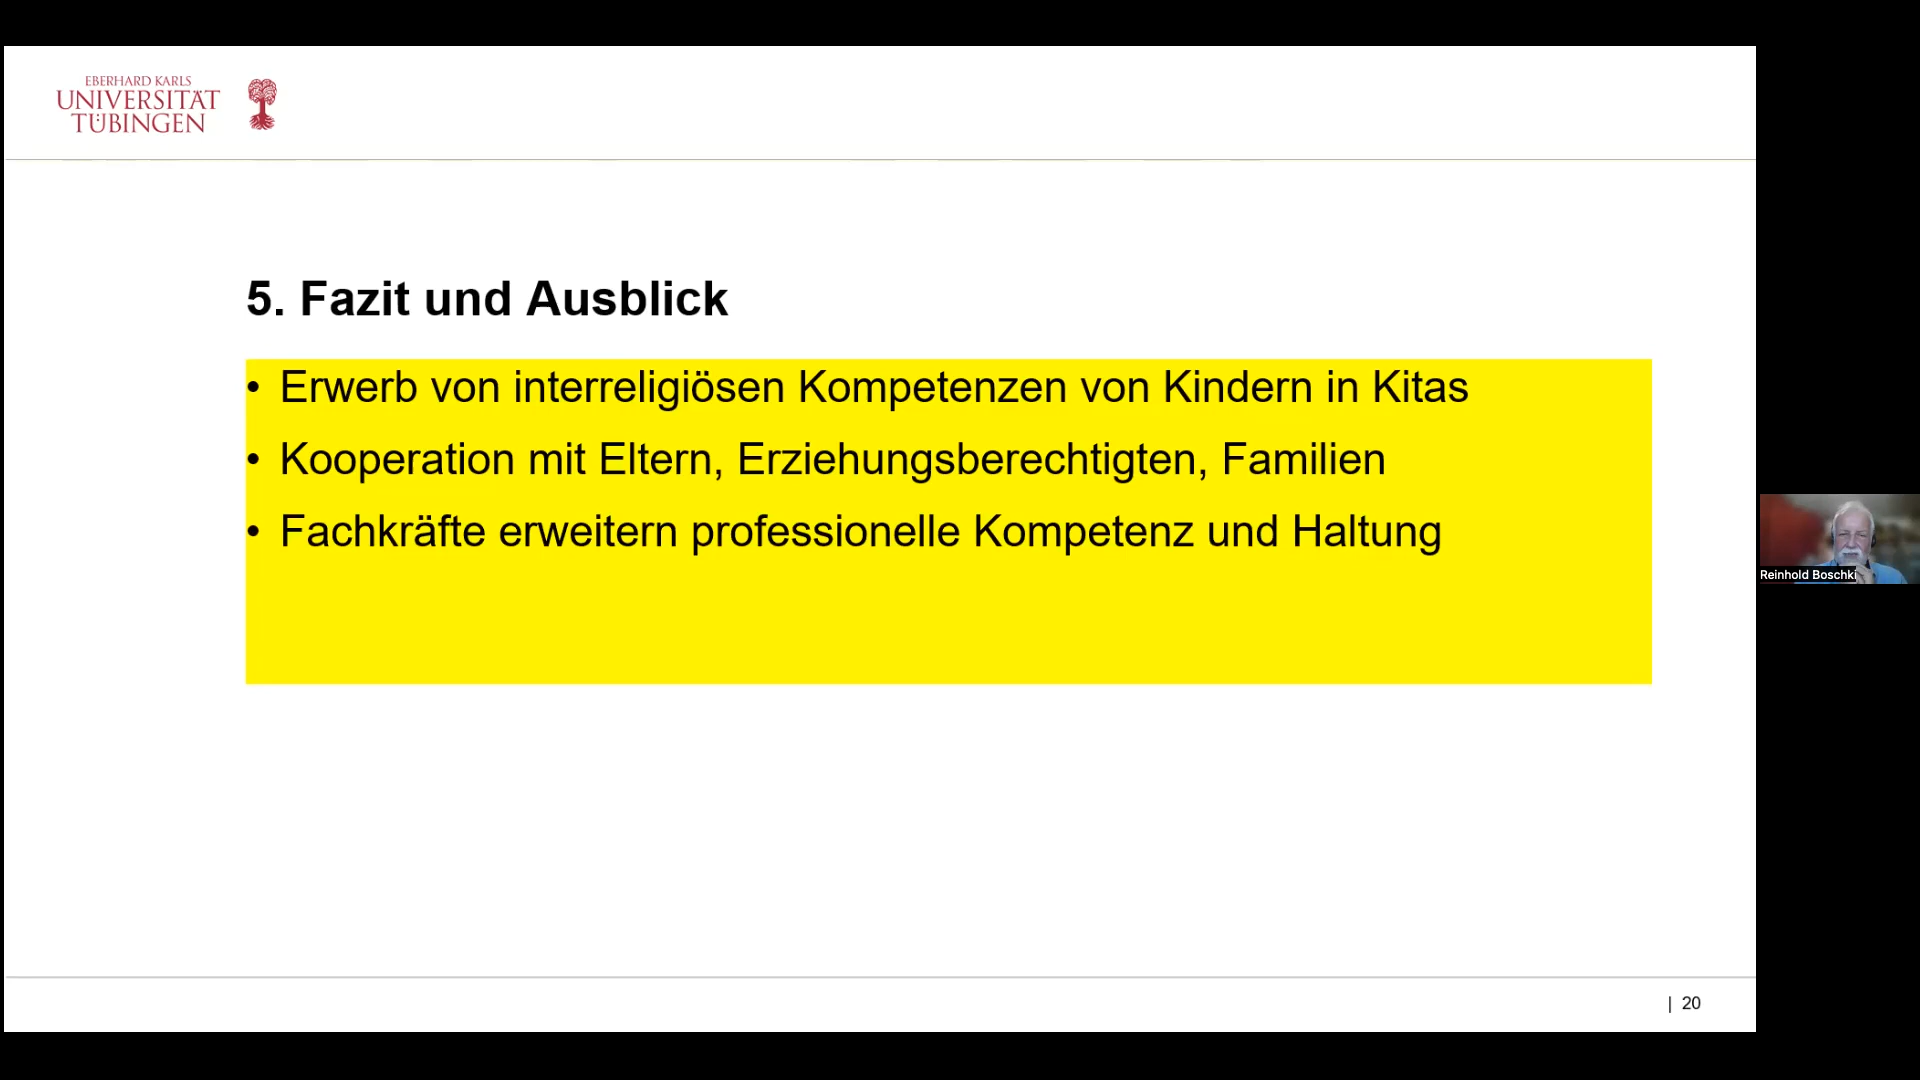 EBERHARD KARLS
UNIVERSITÄT
TÜBINGEN
5. Fazit und Ausblick
• Erwerb von interreligiösen Kompetenzen von Kindern in Kitas
• Kooperation mit Eltern, Erziehungsberechtigten, Familien
• Fachkräfte erweitern professionelle Kompetenz und Haltung
Reinhold Boschki
| 20